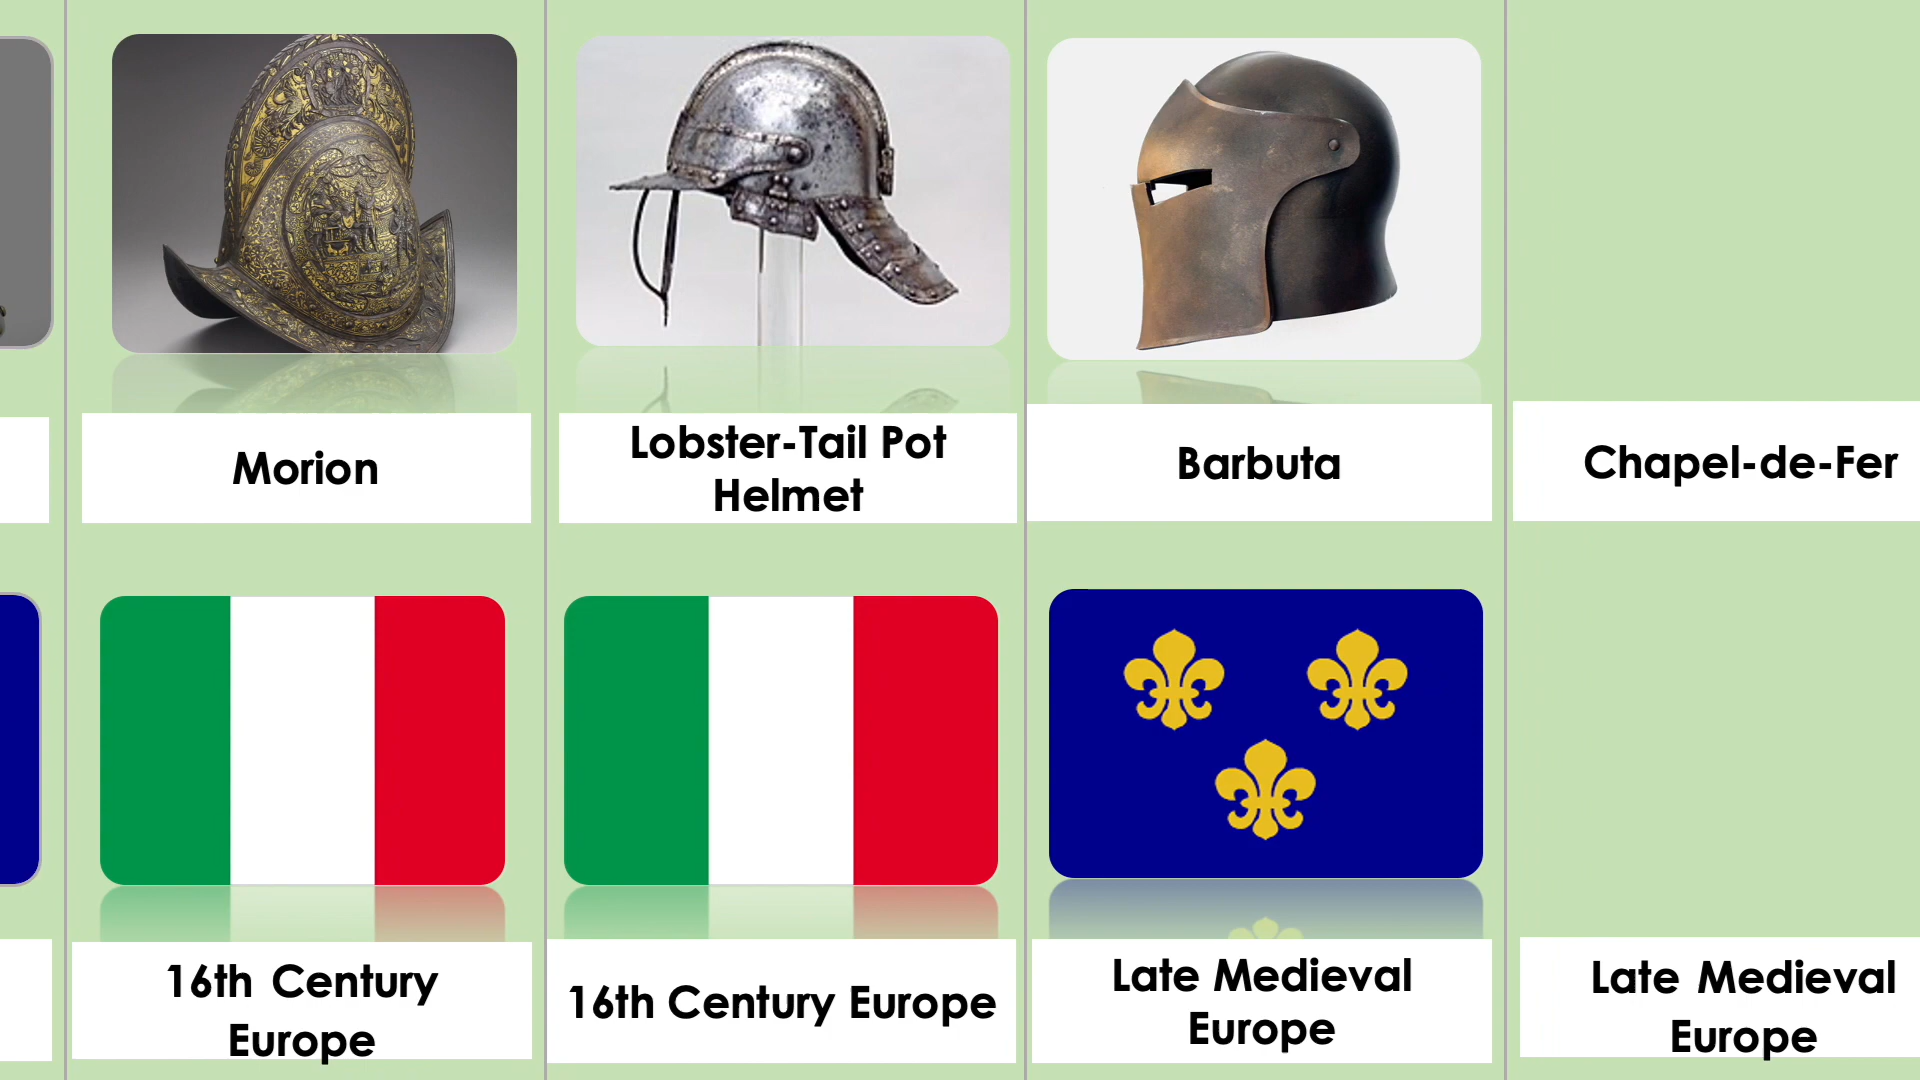 Morion
Lobster-Tail Pot
Helmet
Barbuta
Chapel-de-Fer
16th Century
Europe
16th Century Europe
Late Medieval
Europe
Late Medieval
Europe